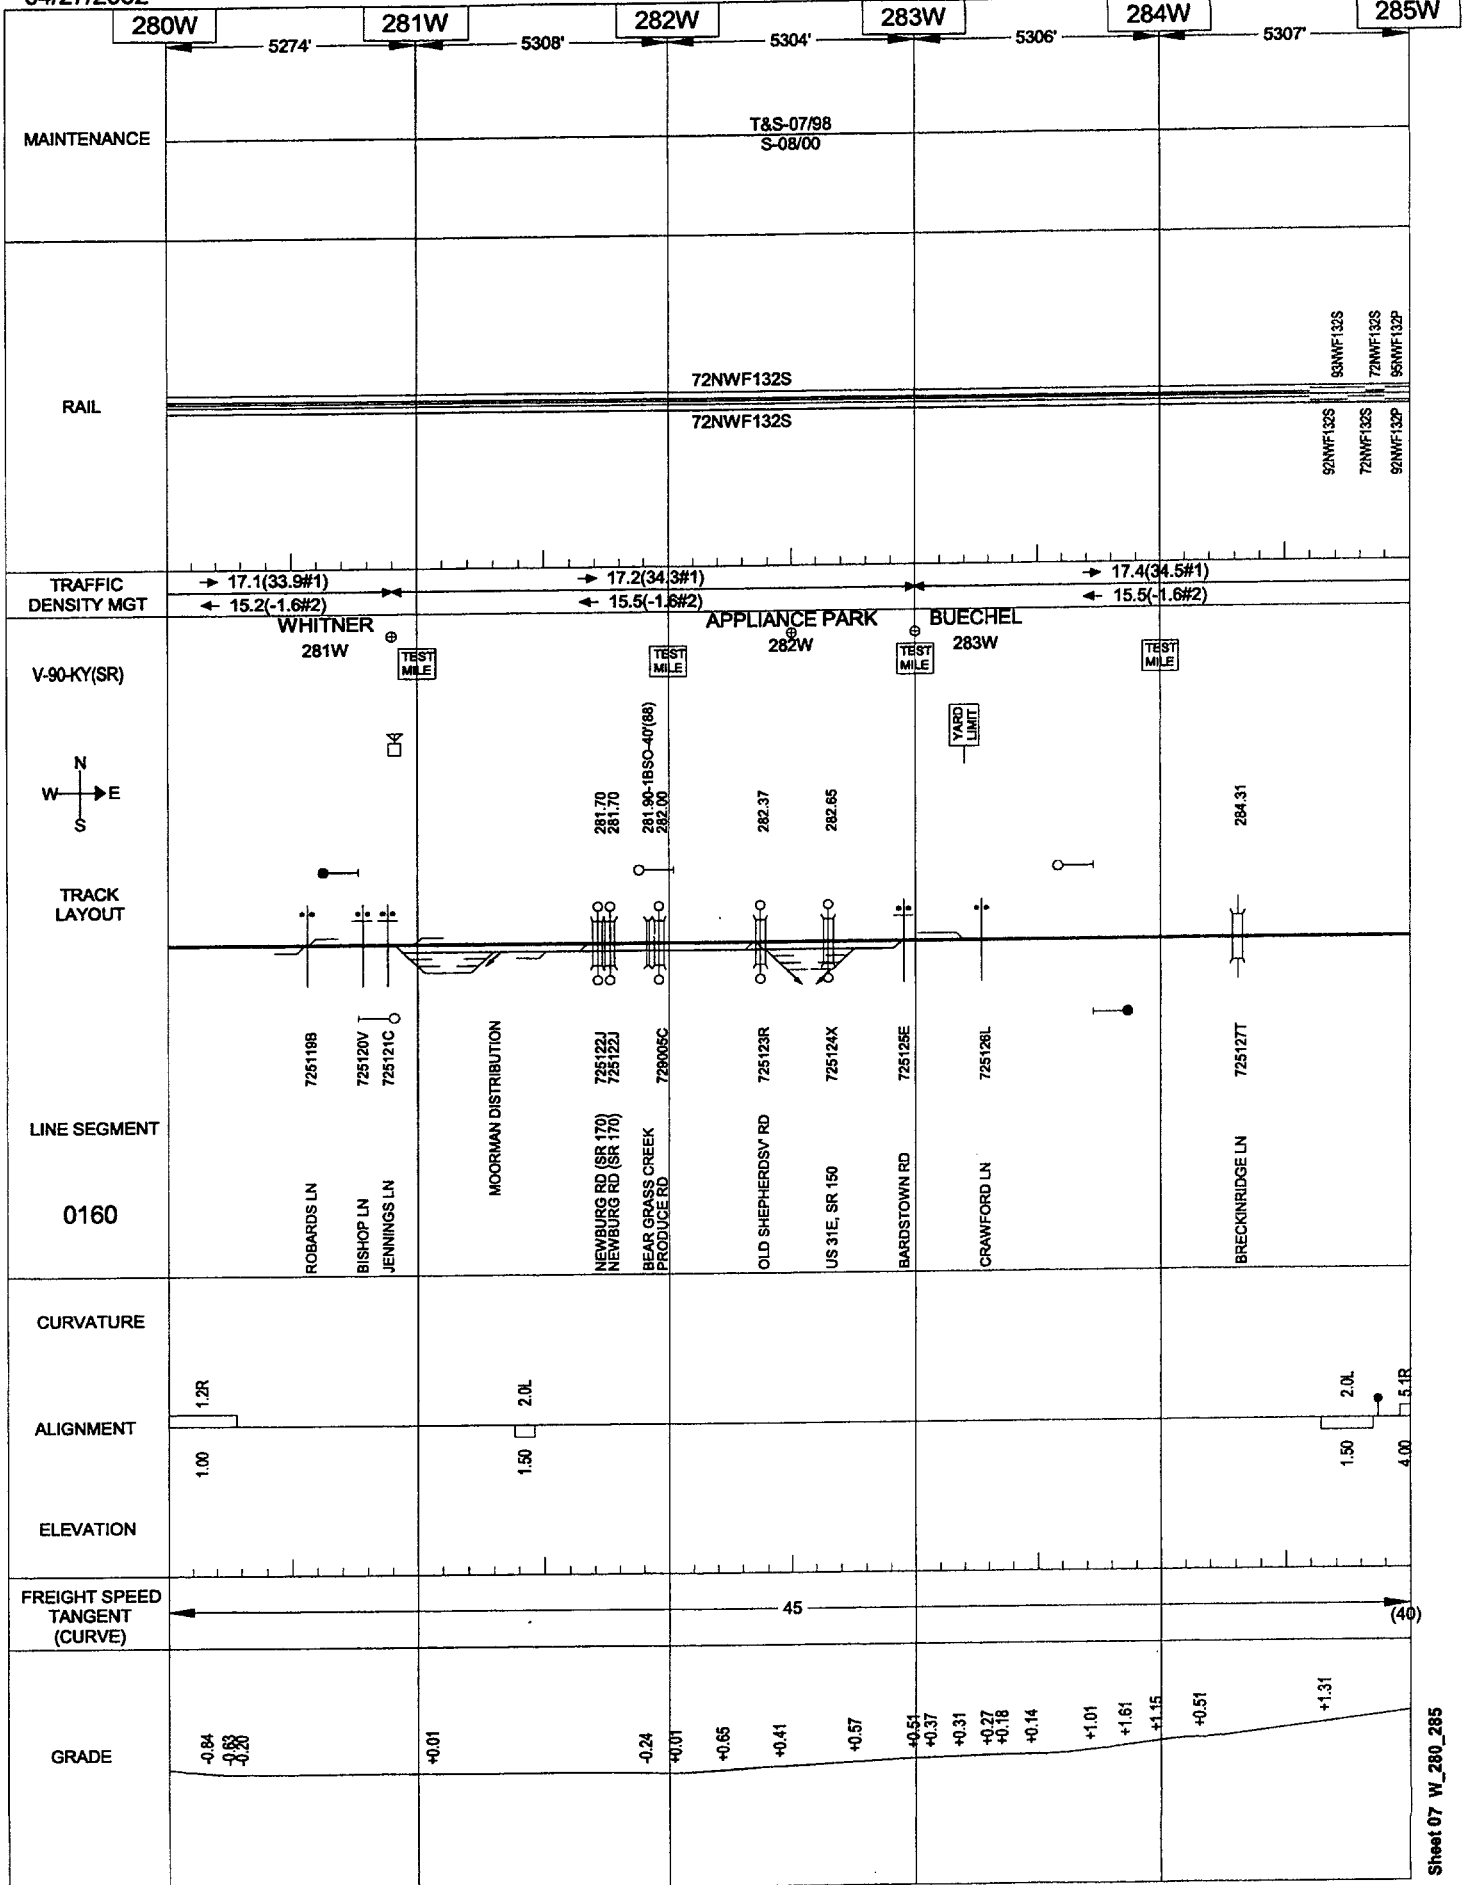 280W 281W 282W 283W 284W 285W
5274' 5308' 5304' 5306' 5307'
MAINTENANCE
T&S-07/98
S-08/00
RAIL
72NWF132S
72NWF132S
93NWF132S
72NWF132S
95NWF132P
92NWF132S
72NWF132S
92NWF132P
TRAFFIC
DENSITY MGT
→ 17.1(33.9#1) → 17.2(34.3#1) → 17.4(34.5#1)
← 15.2(-1.6#2) ← 15.5(-1.6#2) ← 15.5(-1.6#2)
WHITNER
281W
APPLIANCE PARK
282W
BUECHEL
283W
TEST
MILE
TEST
MILE
TEST
MILE
TEST
MILE
V-90-KY(SR)
YARD
LIMIT
N
W E
S
281.70
281.70
281.90-1BSO-40'(88)
282.00
282.37
282.65
284.31
TRACK
LAYOUT
725119B
725120V
725121C
MOORMAN DISTRIBUTION
725122J
725122J
729005C
725123R
725124X
725125E
725126L
725127T
LINE SEGMENT
0160
ROBARDS LN
BISHOP LN
JENNINGS LN
NEWBURG RD (SR 170)
NEWBURG RD (SR 170)
BEAR GRASS CREEK
PRODUCE RD
OLD SHEPHERDSV' RD
US 31E, SR 150
BARDSTOWN RD
CRAWFORD LN
BRECKINRIDGE LN
CURVATURE
1.2R
2.0L
2.0L
5.1R
ALIGNMENT
1.00
1.50
1.50
4.00
ELEVATION
FREIGHT SPEED
TANGENT
(CURVE)
45
(40)
GRADE
-0.84
-0.63
-0.20
+0.01
-0.24
+0.01
+0.65
+0.41
+0.57
+0.51
+0.37
+0.31
+0.27
+0.18
+0.14
+1.01
+1.61
+1.15
+0.51
+1.31
Sheet 07 W_280_285